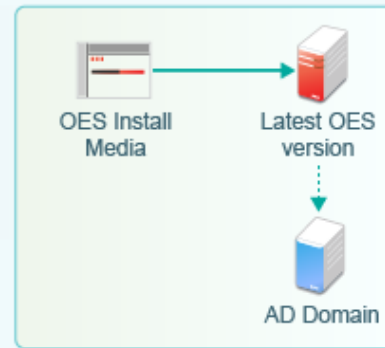 OES Install
Media
Latest OES
version
AD Domain